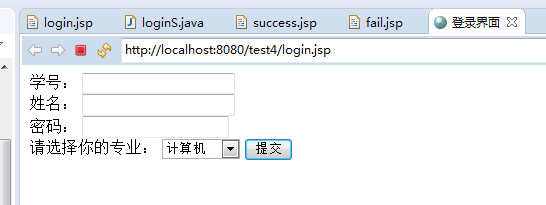 login.jsp loginS.java success.jsp fail.jsp 登录界面
http://localhost:8080/test4/login.jsp
学号：
姓名：
密码：
请选择你的专业： 计算机 提交